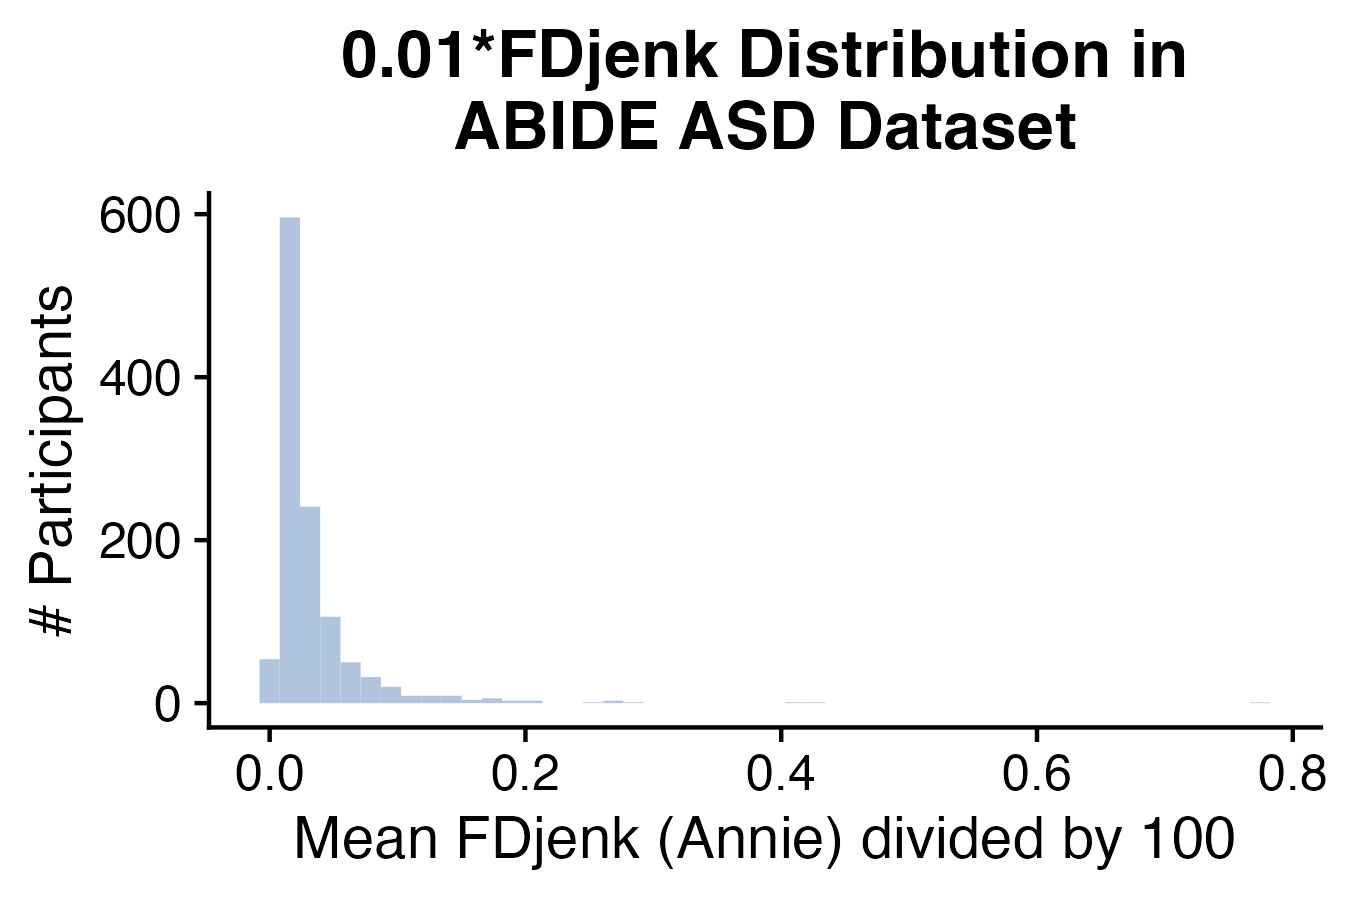 0.01*FDjenk Distribution in
ABIDE ASD Dataset
# Participants
600
400
200
0
0.0 0.2 0.4 0.6 0.8
Mean FDjenk (Annie) divided by 100